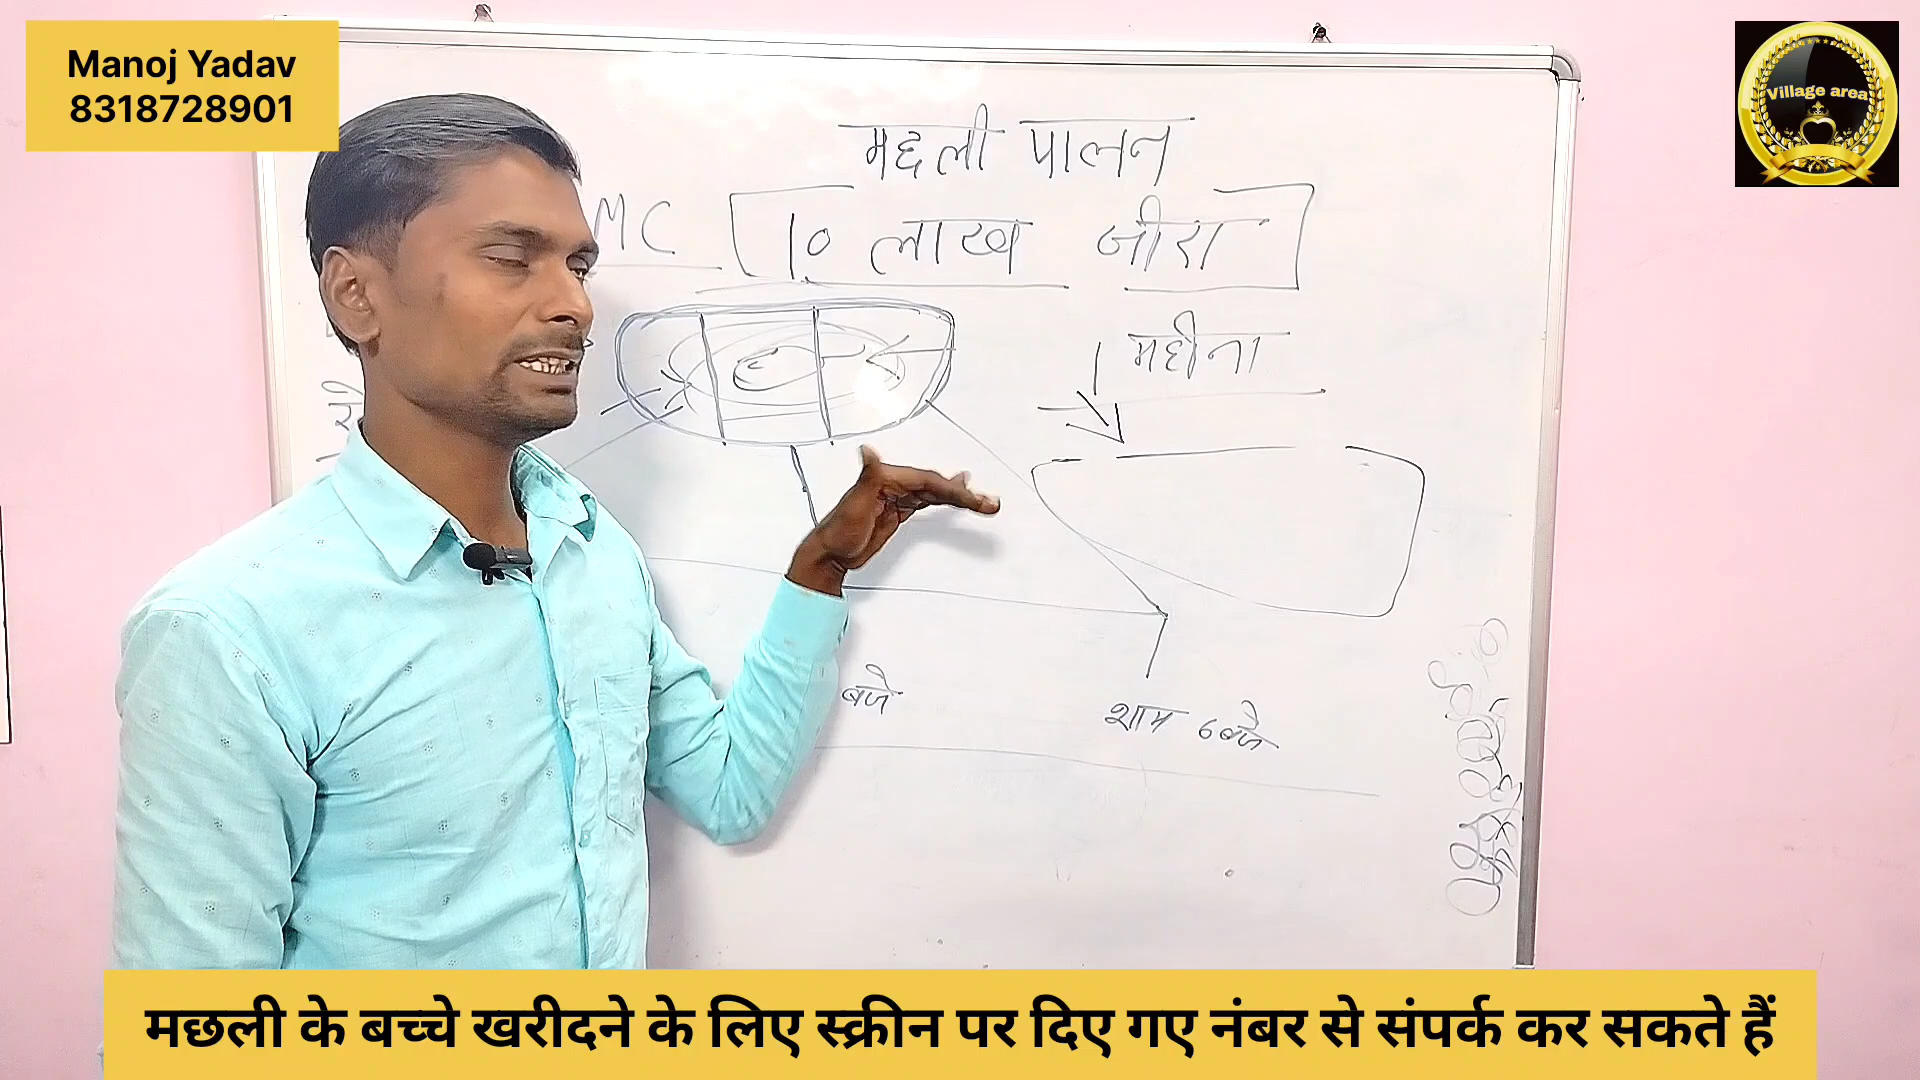 Manoj Yadav
8318728901
Village area
मछली पालन
MC 10 लाख जीरा
1 महीना
बजे
शाम 6 बजे
मछली के बच्चे खरीदने के लिए स्क्रीन पर दिए गए नंबर से संपर्क कर सकते हैं